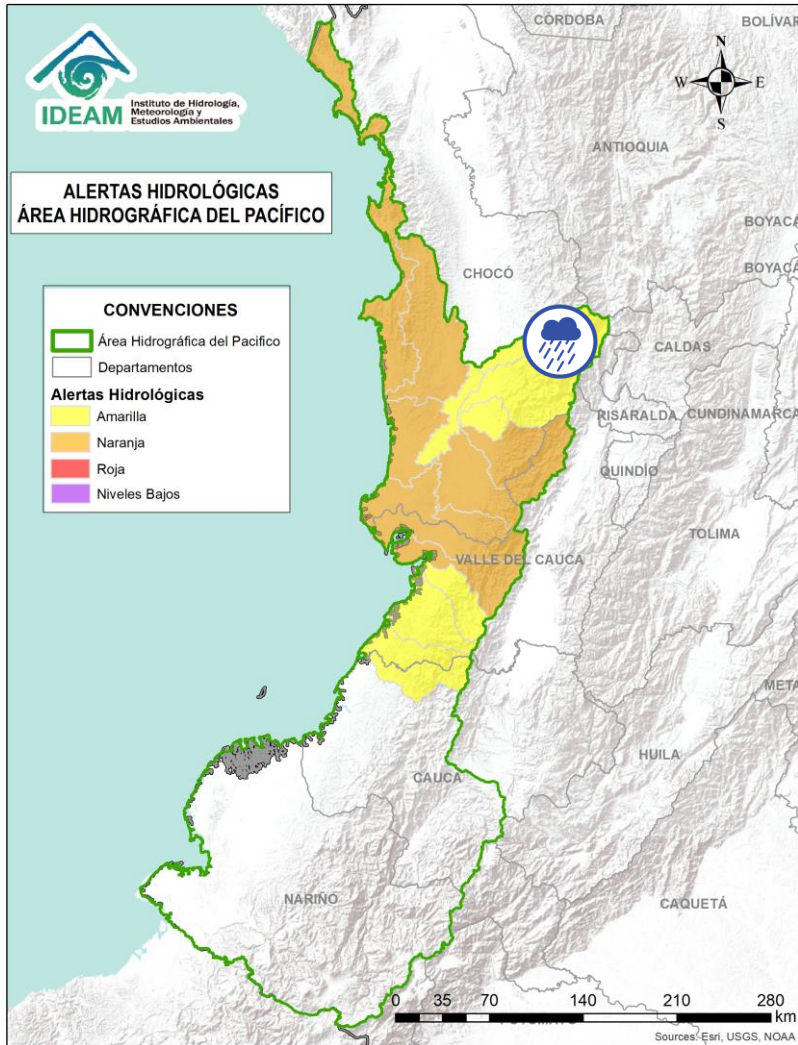 CÓRDOBA
BOLÍVAR
N
W
E
S
IDEAM
Instituto de Hidrología,
Meteorología y
Estudios Ambientales
ANTIOQUIA
ALERTAS HIDROLÓGICAS
ÁREA HIDROGRÁFICA DEL PACÍFICO
BOYACÁ
BOYACÁ
CHOCÓ
CONVENCIONES
Área Hidrográfica del Pacifico
Departamentos
Alertas Hidrológicas
Amarilla
Naranja
Roja
Niveles Bajos
CALDAS
RISARALDA
CUNDINAMARCA
QUINDÍO
TOLIMA
VALLE DEL CAUCA
META
HUILA
CAUCA
NARIÑO
CAQUETÁ
0 35 70 140 210 280
km
Sources: Esri, USGS, NOAA